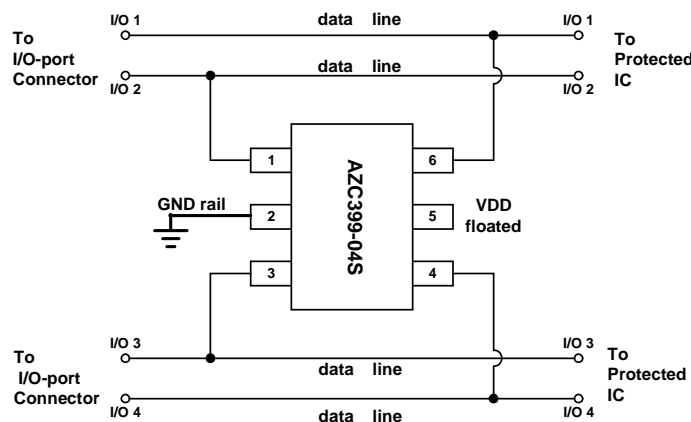 To
I/O-port
Connector
I/O 1
data line
I/O 1
To
Protected
IC
I/O 2
data line
I/O 2
1
6
GND rail
2
AZC399-04S
5
VDD
floated
3
4
To
I/O-port
Connector
I/O 3
data line
I/O 3
To
Protected
IC
I/O 4
data line
I/O 4